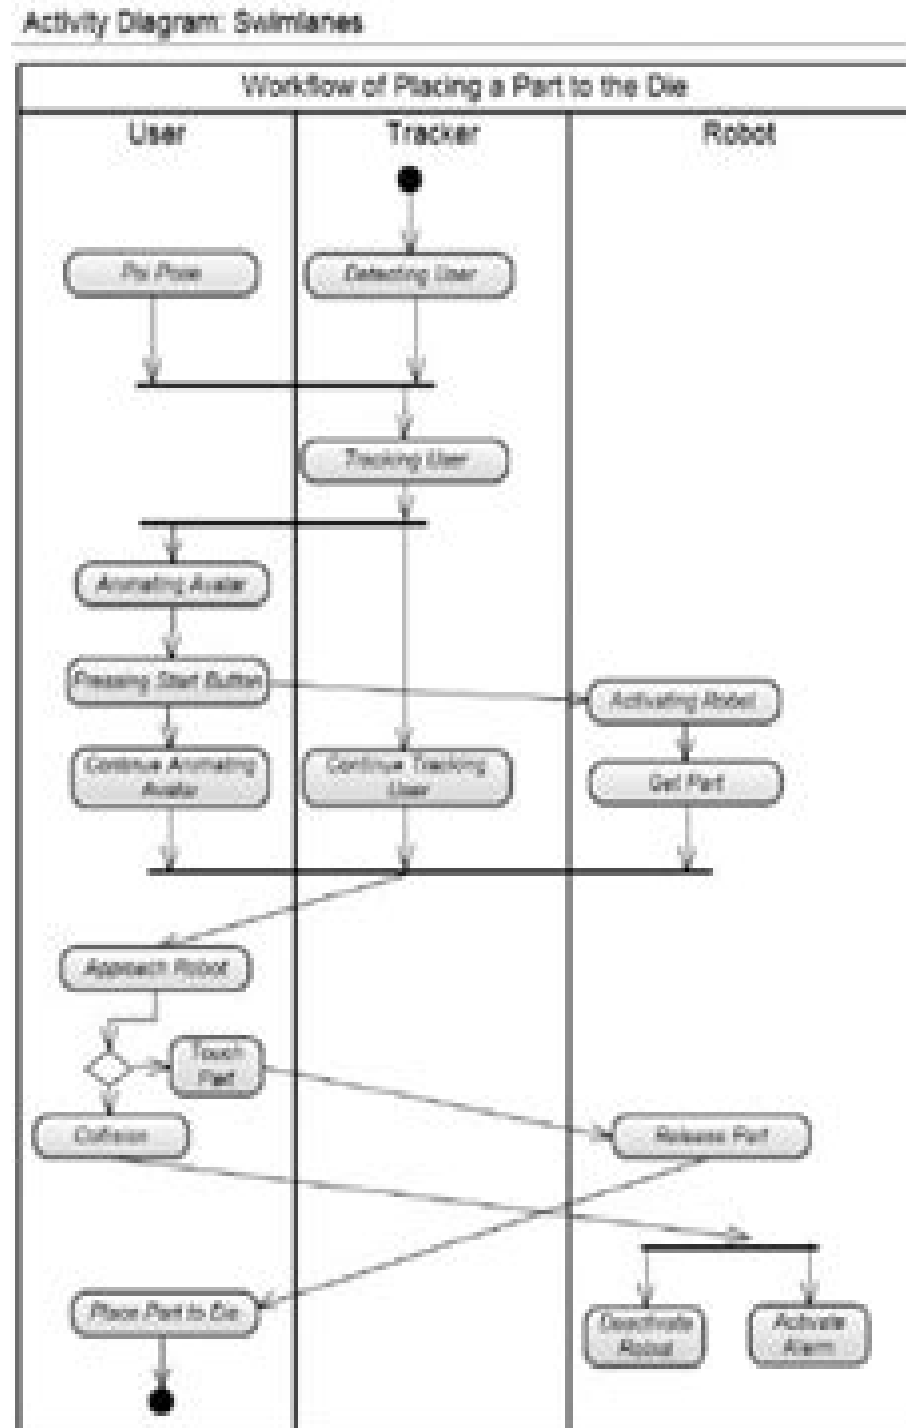 Activity Diagram: Swimlanes
Workflow of Placing a Part to the Die
User
Tracker
Robot
Psi Pose
Detecting User
Tracking User
Animating Avatar
Pressing Start Button
Activating Robot
Continue Animating
Avatar
Continue Tracking
User
Get Part
Approach Robot
Touch
Part
Collision
Release Part
Place Part to Die
Deactivate
Robot
Activate
Alarm